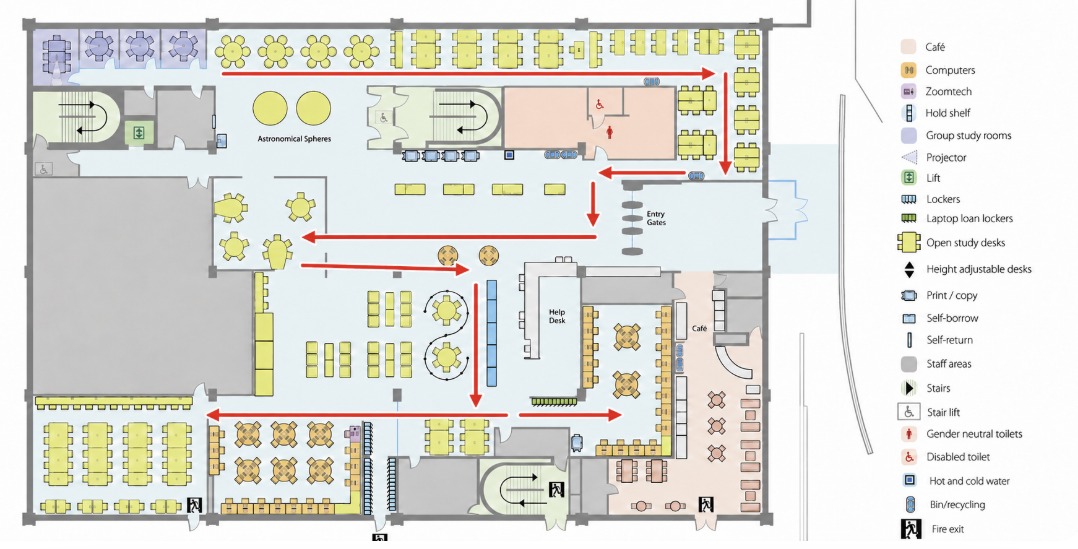 Astronomical Spheres
Entry
Gates
Help
Desk
Café
Café
Computers
Zoomtech
Hold shelf
Group study rooms
Projector
Lift
Lockers
Laptop loan lockers
Open study desks
Height adjustable desks
Print / copy
Self-borrow
Self-return
Staff areas
Stairs
Stair lift
Gender neutral toilets
Disabled toilet
Hot and cold water
Bin/recycling
Fire exit